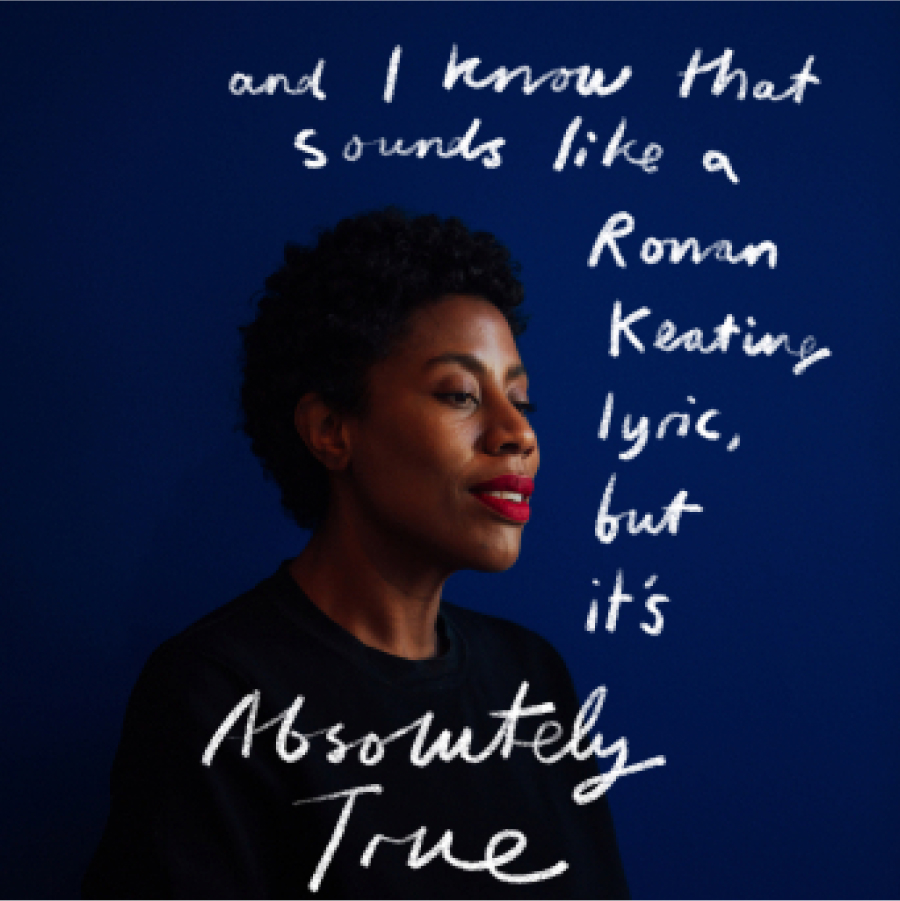 and I know that
sounds like a
Ronan
Keating
lyric,
but
it's
Absolutely
True